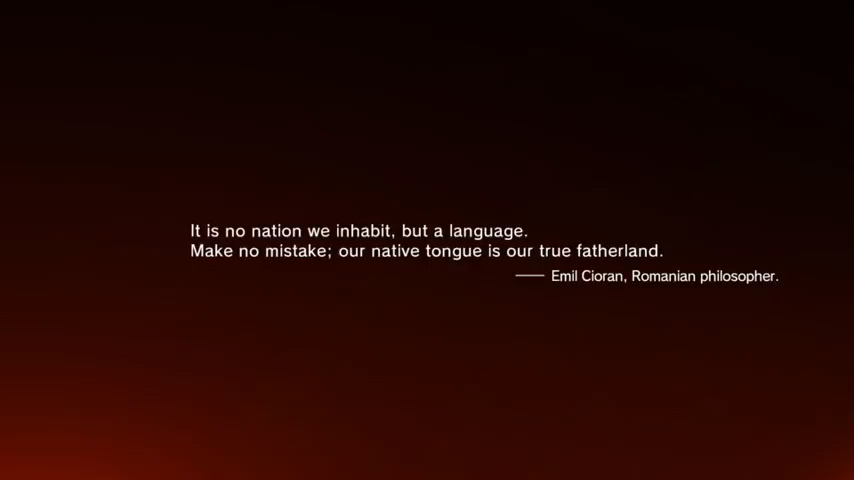 It is no nation we inhabit, but a language.
Make no mistake; our native tongue is our true fatherland.
—— Emil Cioran, Romanian philosopher.